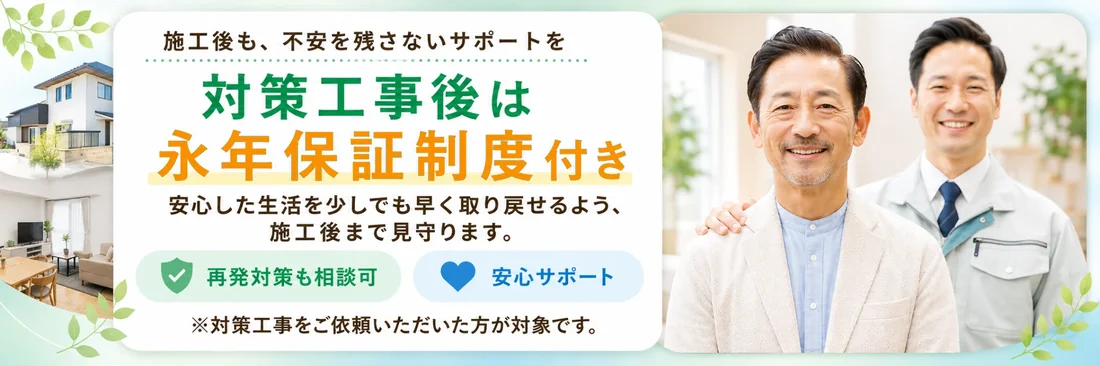 施工後も、不安を残さないサポートを
対策工事後は
永年保証制度付き
安心した生活を少しでも早く取り戻せるよう、
施工後まで見守ります。
再発対策も相談可
安心サポート
※対策工事をご依頼いただいた方が対象です。